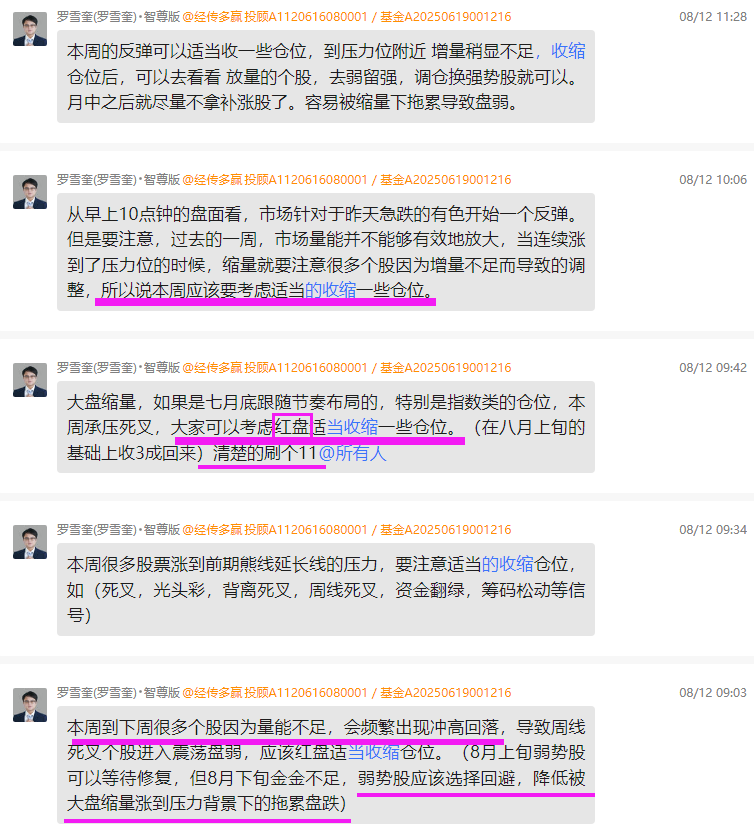 罗雪奎(罗雪奎)•智尊版 @经传多赢投顾A1120616080001 / 基金A20250619001216
08/12 11:28
本周的反弹可以适当收一些仓位，到压力位附近 增量稍显不足，收缩
仓位后，可以去看看 放量的个股，去弱留强，调仓换强势股就可以。
月中之后就尽量不拿补涨股了。容易被缩量下拖累导致盘弱。
罗雪奎(罗雪奎)•智尊版 @经传多赢投顾A1120616080001 / 基金A20250619001216
08/12 10:06
从早上10点钟的盘面看，市场针对于昨天急跌的有色开始一个反弹。
但是要注意，过去的一周，市场量能并不能够有效地放大，当连续涨
到了压力位的时候，缩量就要注意很多个股因为增量不足而导致的调
整，所以说本周应该要考虑适当的收缩一些仓位。
罗雪奎(罗雪奎)•智尊版 @经传多赢投顾A1120616080001 / 基金A20250619001216
08/12 09:42
大盘缩量，如果是七月底跟随节奏布局的，特别是指数类的仓位，本
周承压死叉，大家可以考虑红盘适当收缩一些仓位。（在八月上旬的
基础上收3成回来）清楚的刷个11@所有人
罗雪奎(罗雪奎)•智尊版 @经传多赢投顾A1120616080001 / 基金A20250619001216
08/12 09:34
本周很多股票涨到前期熊线延长线的压力，要注意适当的收缩仓位，
如（死叉，光头彩，背离死叉，周线死叉，资金翻绿，筹码松动等信
号）
罗雪奎(罗雪奎)•智尊版 @经传多赢投顾A1120616080001 / 基金A20250619001216
08/12 09:03
本周到下周很多个股因为量能不足，会频繁出现冲高回落，导致周线
死叉个股进入震荡盘弱，应该红盘适当收缩仓位。（8月上旬弱势股
可以等待修复，但8月下旬金金不足，弱势股应该选择回避，降低被
大盘缩量涨到压力背景下的拖累盘跌）